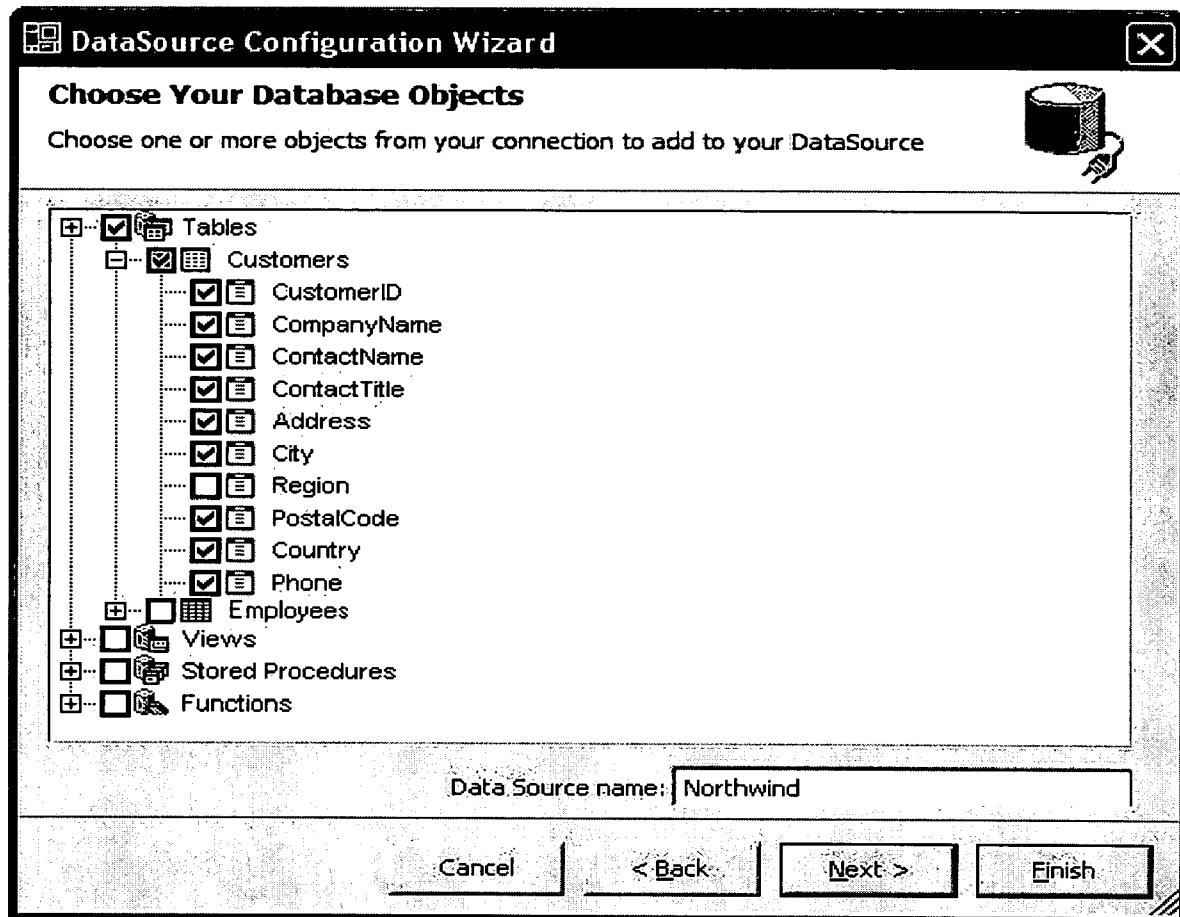 DataSource Configuration Wizard
Choose Your Database Objects
Choose one or more objects from your connection to add to your DataSource
Tables
Customers
CustomerID
CompanyName
ContactName
ContactTitle
Address
City
Region
PostalCode
Country
Phone
Employees
Views
Stored Procedures
Functions
Data Source name: Northwind
Cancel < Back Next > Finish